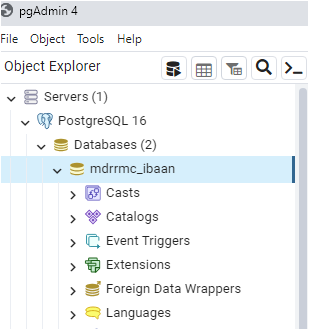 pgAdmin 4
File Object Tools Help
Object Explorer
Servers (1)
PostgreSQL 16
Databases (2)
mdrrmc_ibaan
Casts
Catalogs
Event Triggers
Extensions
Foreign Data Wrappers
Languages